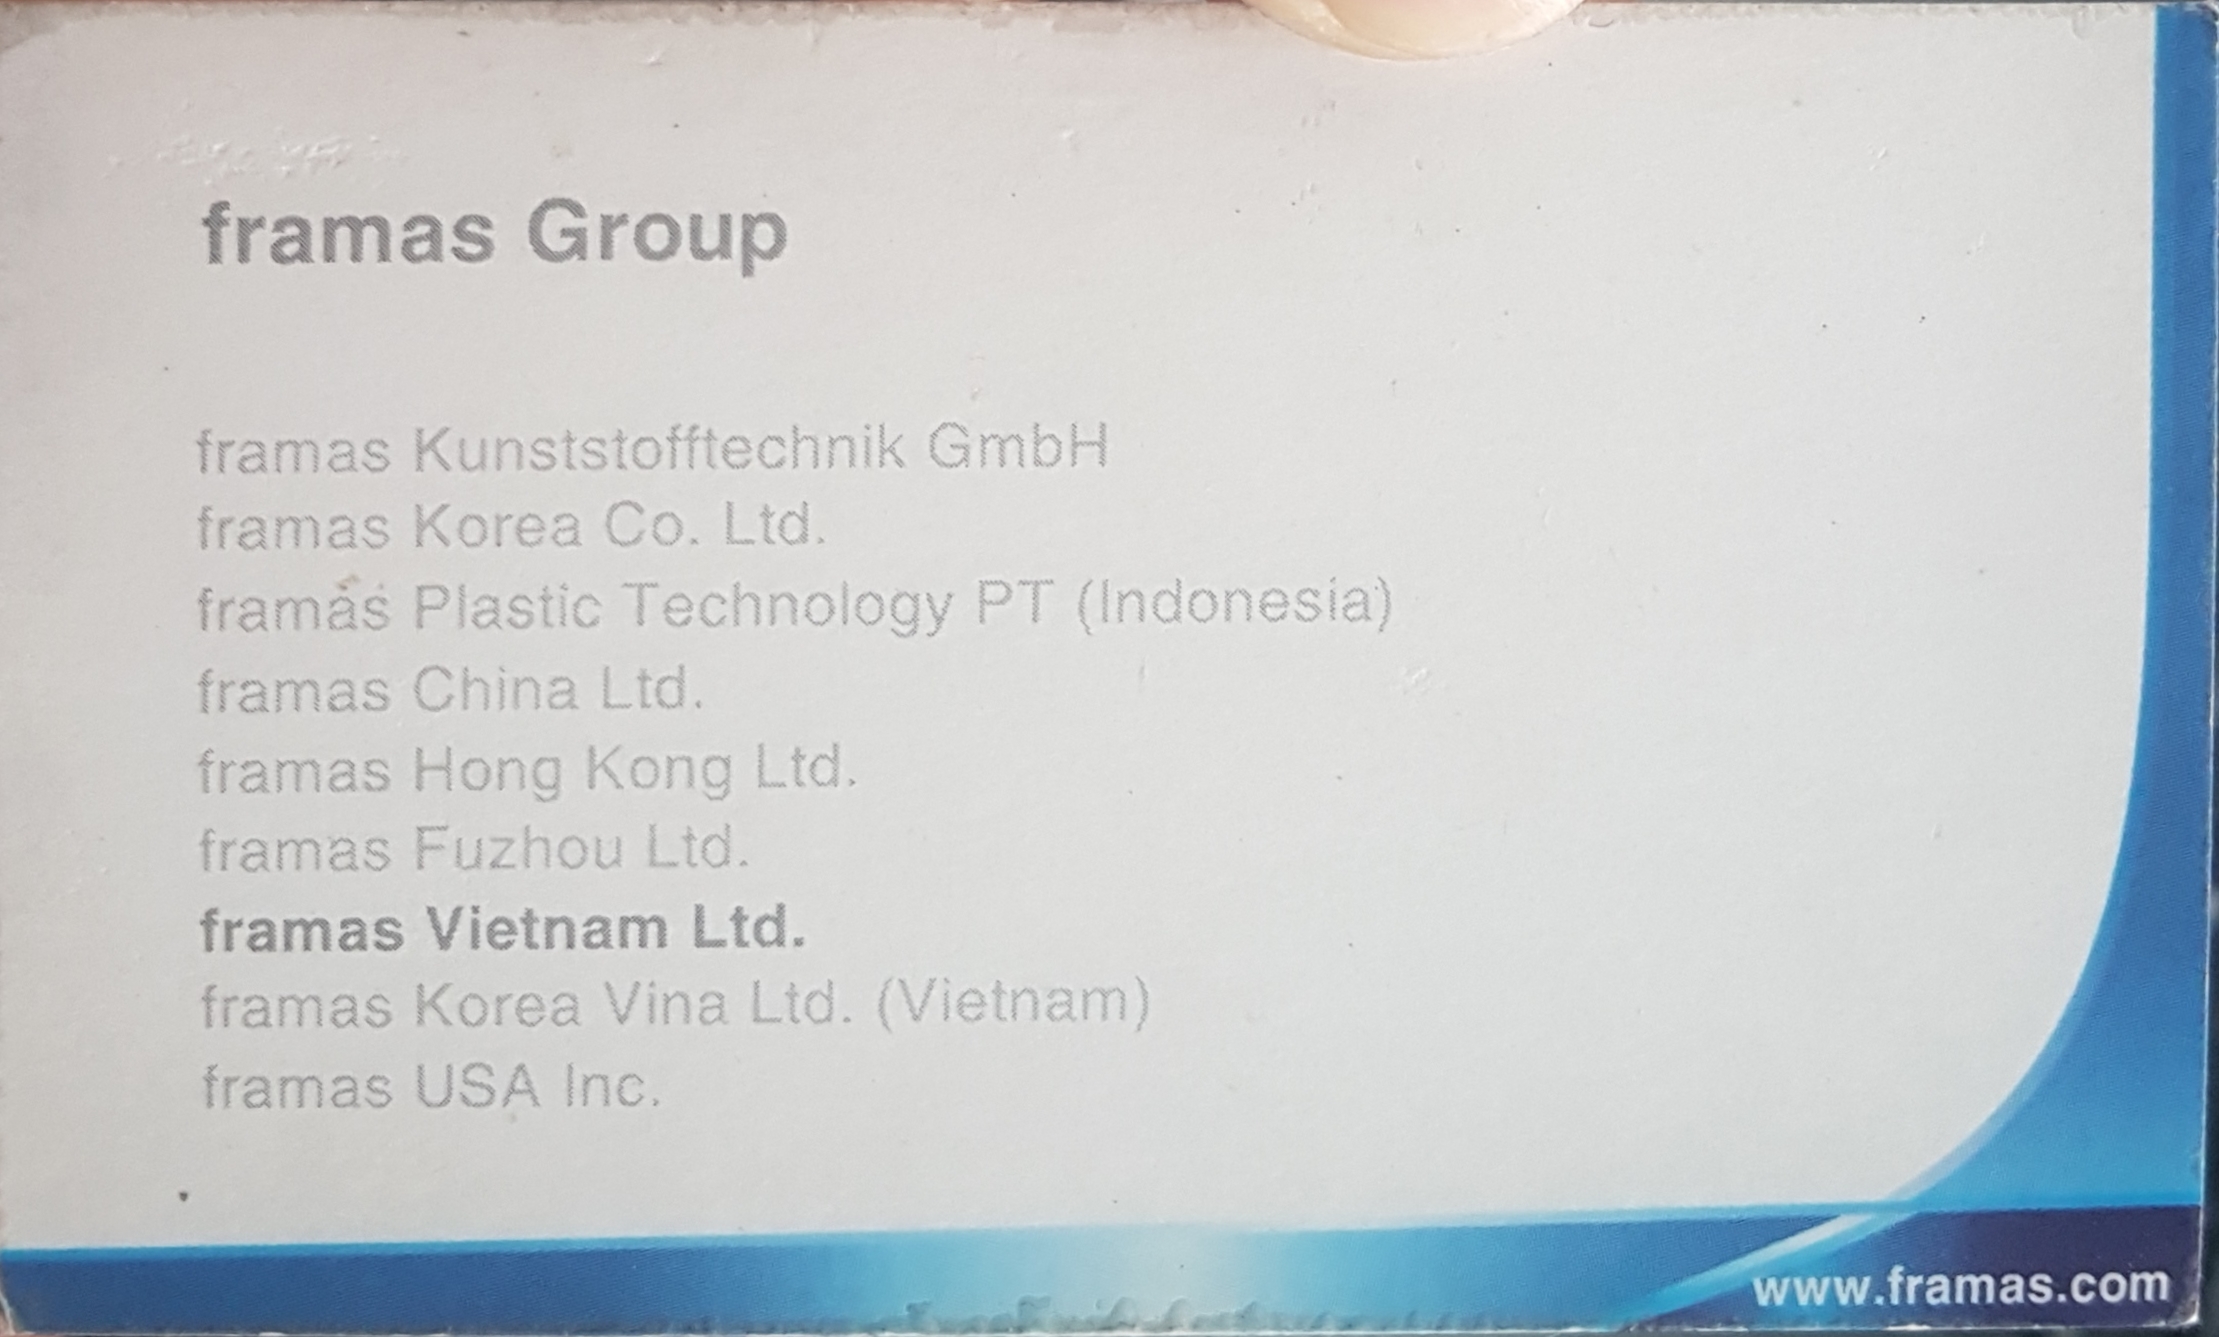 framas Group
framas Kunststofftechnik GmbH
framas Korea Co. Ltd.
framas Plastic Technology PT (Indonesia)
framas China Ltd.
framas Hong Kong Ltd.
framas Fuzhou Ltd.
framas Vietnam Ltd.
framas Korea Vina Ltd. (Vietnam)
framas USA Inc.
www.framas.com